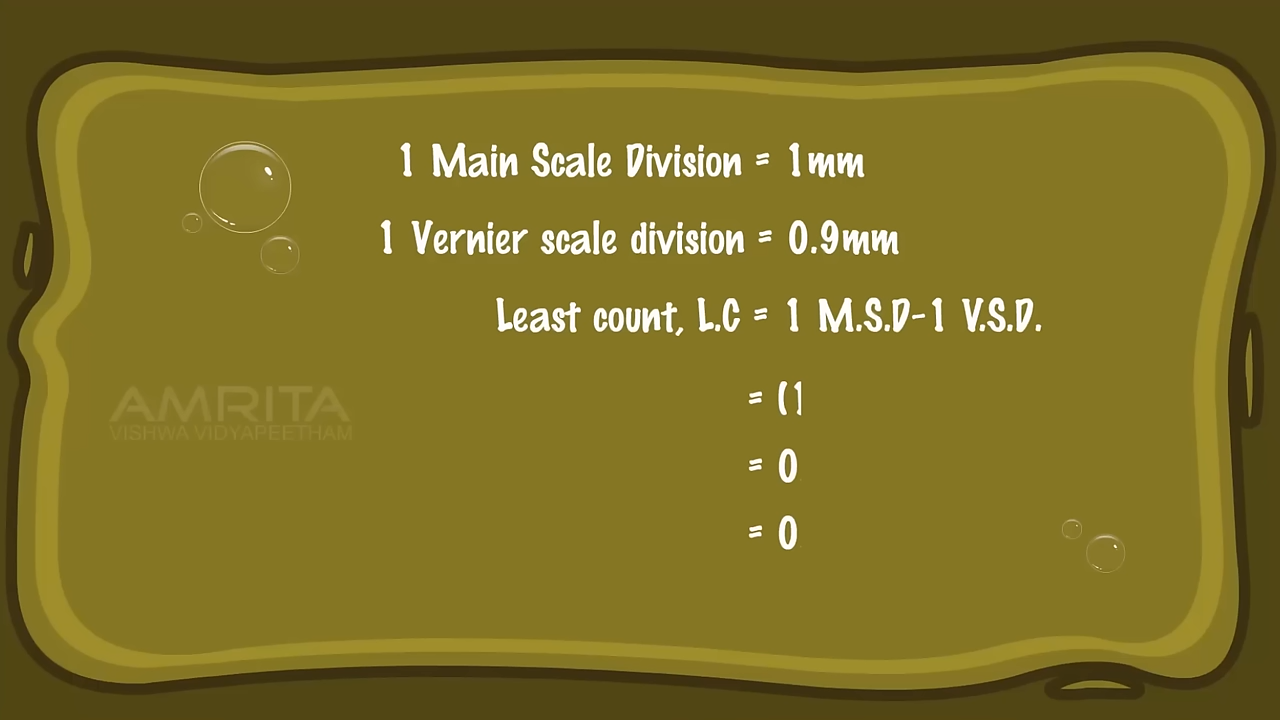 1 Main Scale Division = 1mm
1 Vernier scale division = 0.9mm
Least count, L.C = 1 M.S.D-1 V.S.D.
= (1
= 0
= 0
AMRITA
VISHWA VIDYAPEETHAM